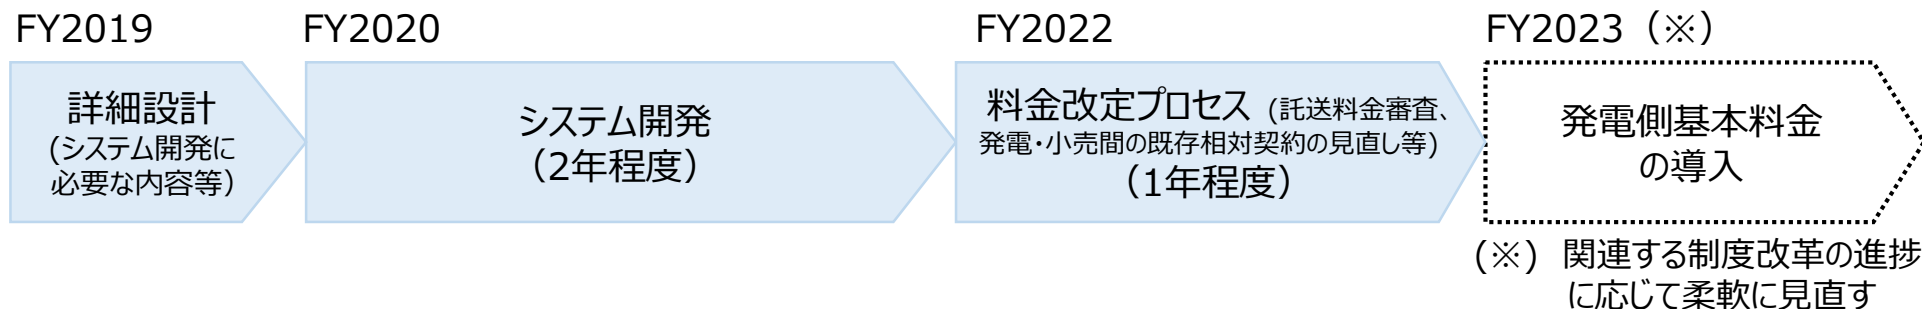 FY2019
FY2020
FY2022
FY2023（※）
詳細設計
(システム開発に
必要な内容等）
システム開発
（2年程度）
料金改定プロセス (託送料金審査、
発電・小売間の既存相対契約の見直し等)
（1年程度）
発電側基本料金
の導入
(※) 関連する制度改革の進捗
に応じて柔軟に見直す